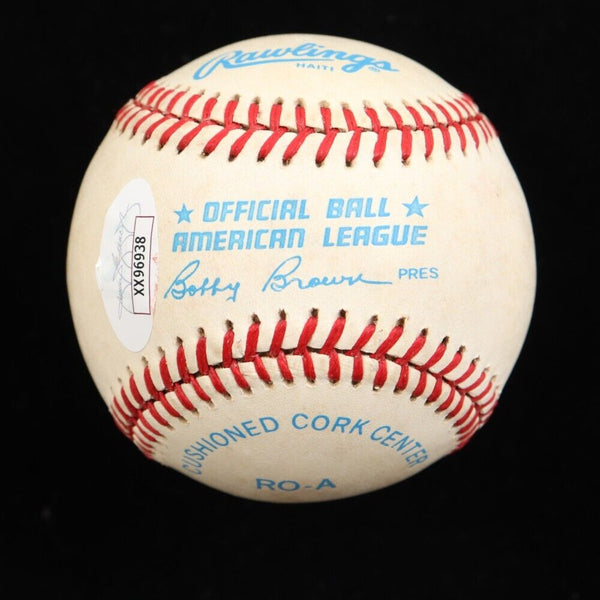 Rawlings ®
HAITI
OFFICIAL BALL
AMERICAN LEAGUE
Bobby Brown PRES
XX96938
CUSHIONED CORK CENTER
RO-A